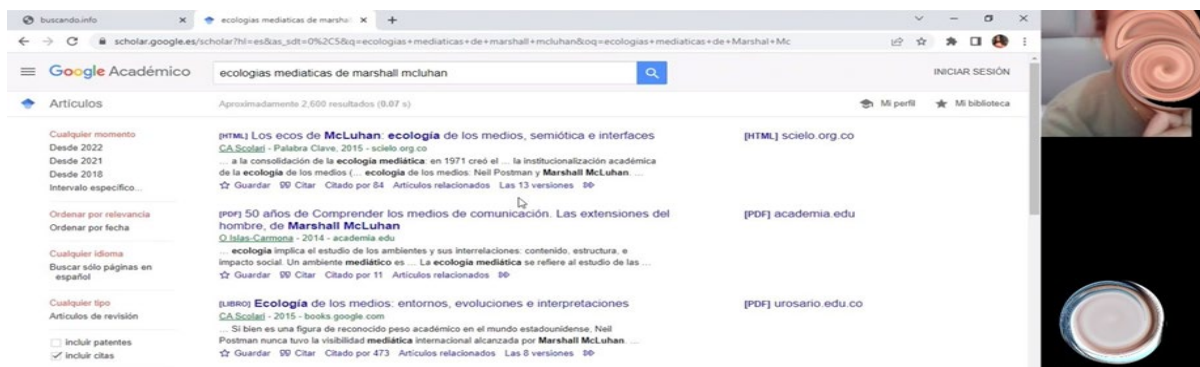 buscando.info
ecologias mediaticas de marshal
scholar.google.es/scholar?hl=es&as_sdt=0%2C5&q=ecologias+mediaticas+de+marshall+mcluhan&oq=ecologias+mediaticas+de+Marshal+Mc
Google Académico
ecologias mediaticas de marshall mcluhan
INICIAR SESIÓN
Artículos
Aproximadamente 2,600 resultados (0.07 s)
Mi perfil
Mi biblioteca
Cualquier momento
Desde 2022
Desde 2021
Desde 2018
Intervalo específico...
Ordenar por relevancia
Ordenar por fecha
Cualquier idioma
Buscar sólo páginas en
español
Cualquier tipo
Artículos de revisión
incluir patentes
incluir citas
[HTML] Los ecos de McLuhan: ecología de los medios, semiótica e interfaces
CA Scolari - Palabra Clave, 2015 - scielo.org.co
... a la consolidación de la ecología mediática: en 1971 creó el ... la institucionalización académica
de la ecología de los medios (... ecología de los medios: Neil Postman y Marshall McLuhan. ...
Guardar Citar Citado por 84 Artículos relacionados Las 13 versiones
[HTML] scielo.org.co
[PDF] 50 años de Comprender los medios de comunicación. Las extensiones del
hombre, de Marshall McLuhan
O Islas-Carmona - 2014 - academia.edu
... ecología implica el estudio de los ambientes y sus interrelaciones: contenido, estructura, e
impacto social. Un ambiente mediático es ... La ecología mediática se refiere al estudio de las ...
Guardar Citar Citado por 11 Artículos relacionados
[PDF] academia.edu
[LIBRO] Ecología de los medios: entornos, evoluciones e interpretaciones
CA Scolari - 2015 - books.google.com
... Si bien es una figura de reconocido peso académico en el mundo estadounidense, Neil
Postman nunca tuvo la visibilidad mediática internacional alcanzada por Marshall McLuhan. ...
Guardar Citar Citado por 473 Artículos relacionados Las 8 versiones
[PDF] urosario.edu.co